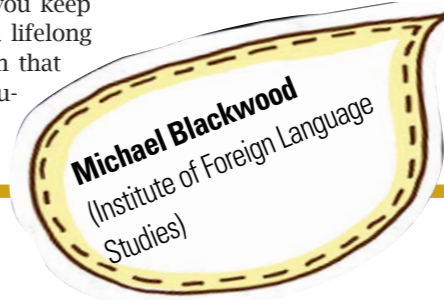 you keep
lifelong
that
u-
Michael Blackwood
(Institute of Foreign Language
Studies)